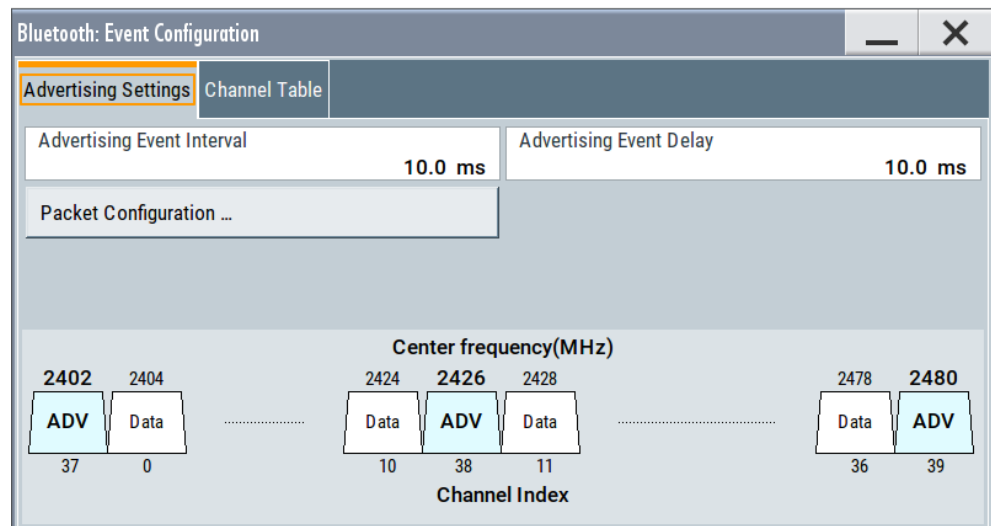 Bluetooth: Event Configuration
Advertising Settings Channel Table
Advertising Event Interval Advertising Event Delay
10.0 ms 10.0 ms
Packet Configuration ...
Center frequency(MHz)
2402 2404 2424 2426 2428 2478 2480
ADV Data Data ADV Data Data ADV
37 0 10 38 11 36 39
Channel Index